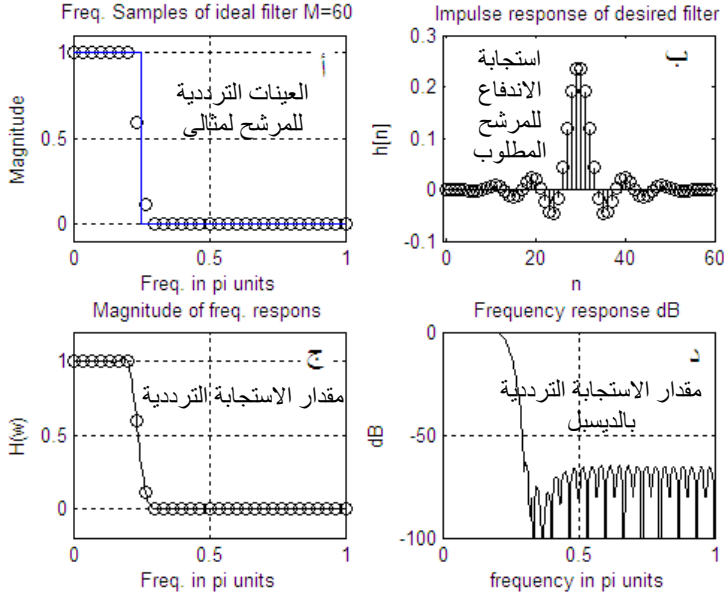 Freq. Samples of ideal filter M=60
أ
العينات الترددية
للمرشح لمثالى
Magnitude
1
0.5
0
0
0.5
1
Freq. in pi units
Impulse response of desired filter
ب
استجابة
الاندفاع
للمرشح
المطلوب
h[n]
0.3
0.2
0.1
0
-0.1
0
20
40
60
n
Magnitude of freq. respons
ج
مقدار الاستجابة الترددية
H(w)
1
0.5
0
0
0.5
1
Freq. in pi units
Frequency response dB
د
مقدار الاستجابة الترددية
بالديسبل
dB
0
-50
-100
0
0.5
1
frequency in pi units